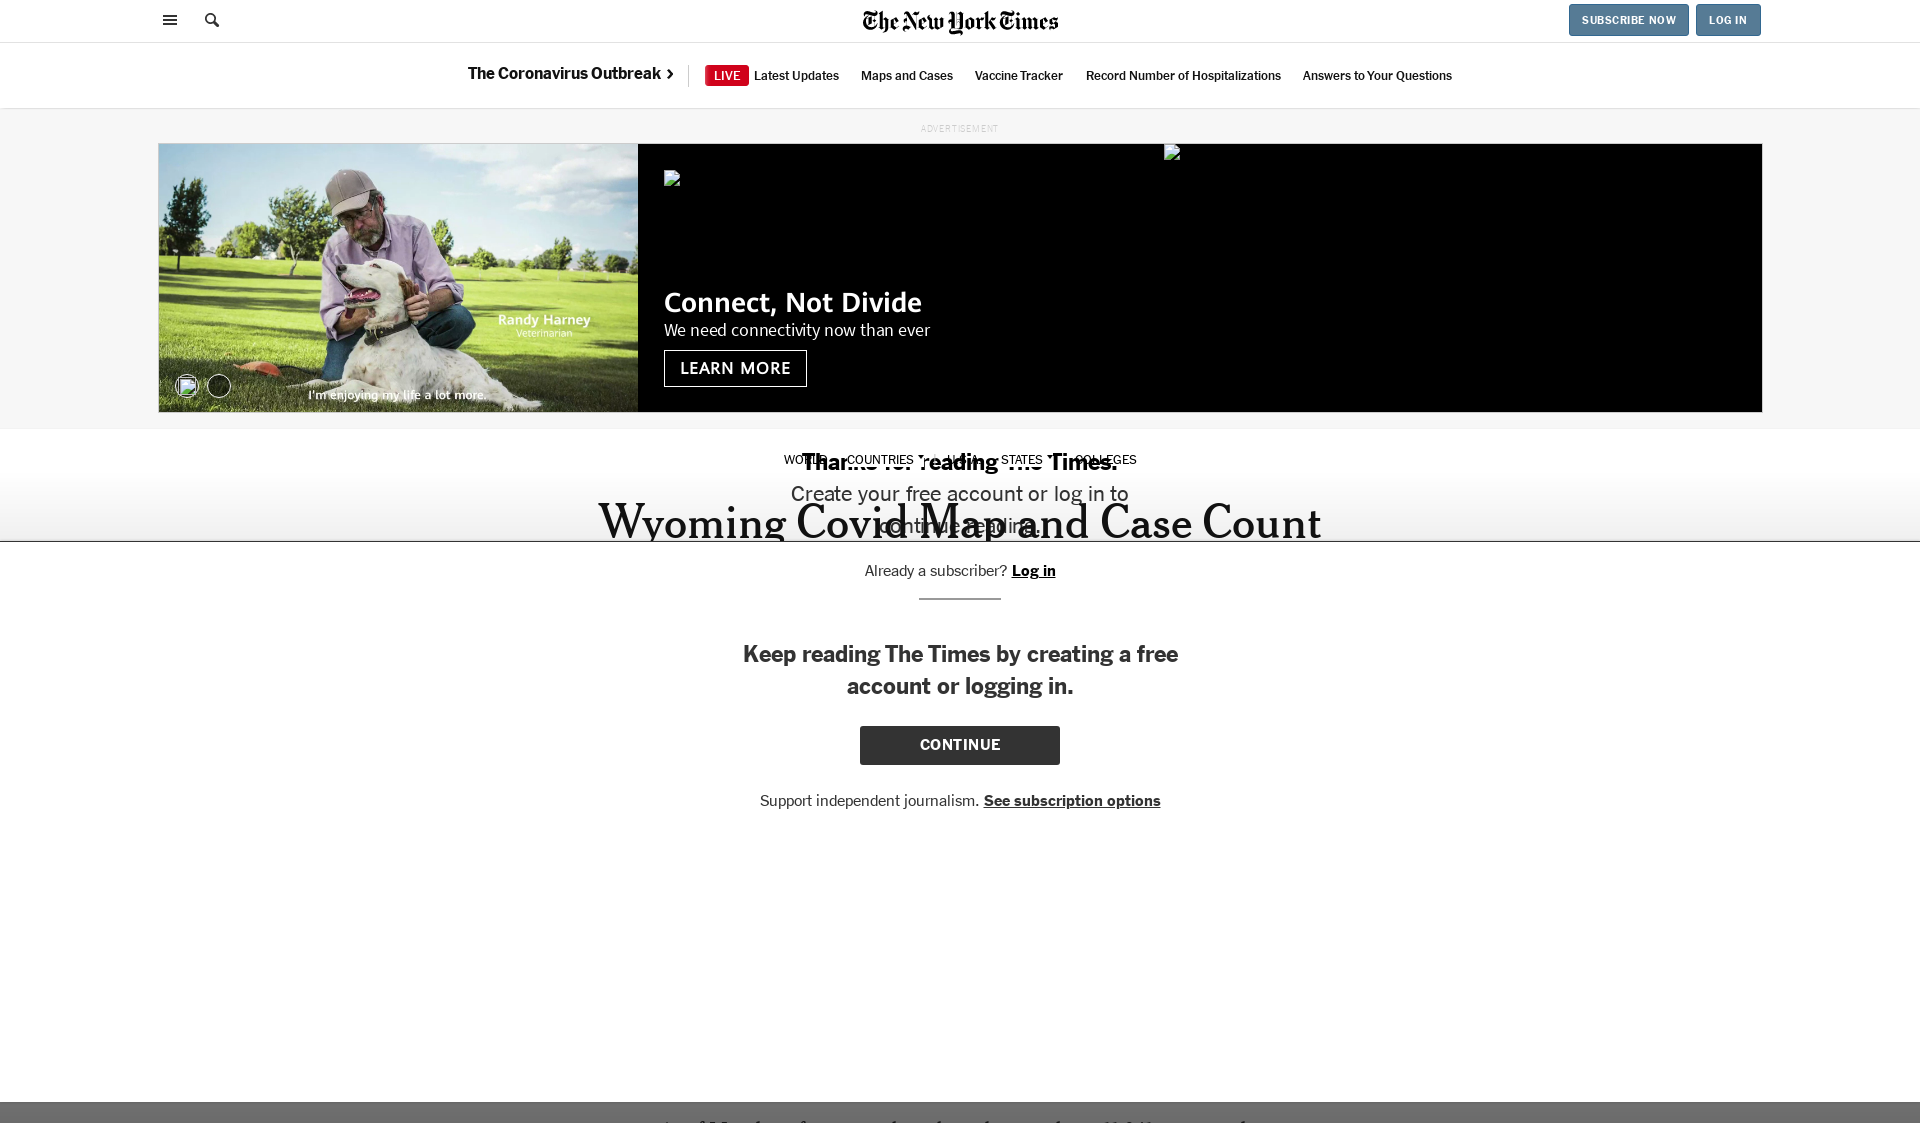 The New York Times
SUBSCRIBE NOW
LOG IN
The Coronavirus Outbreak
LIVE Latest Updates
Maps and Cases
Vaccine Tracker
Record Number of Hospitalizations
Answers to Your Questions
ADVERTISEMENT
Randy Harney
Veterinarian
I'm enjoying my life a lot more.
Connect, Not Divide
We need connectivity now than ever
LEARN MORE
WORLD
COUNTRIES
U.S.A.
STATES
COLLEGES
Thanks for reading The Times.
Create your free account or log in to
continue reading.
Wyoming Covid Map and Case Count
Already a subscriber? Log in
Keep reading The Times by creating a free
account or logging in.
CONTINUE
Support independent journalism. See subscription options